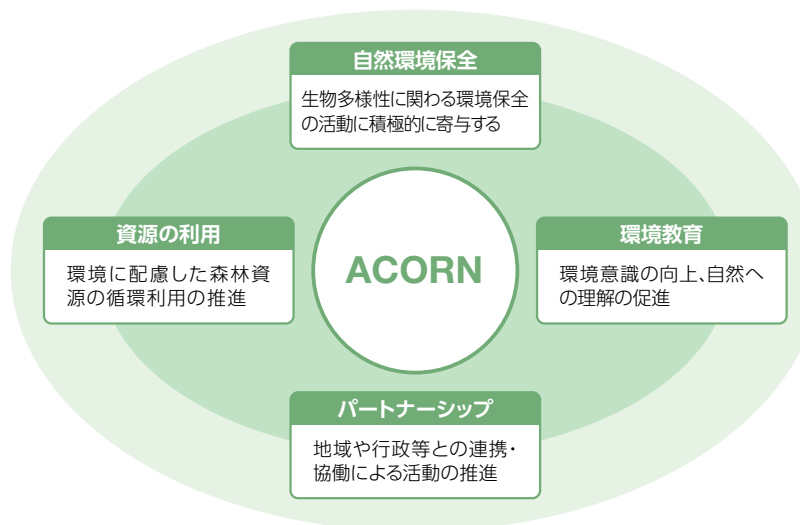 自然環境保全
生物多様性に関わる環境保全
の活動に積極的に寄与する
資源の利用
環境に配慮した森林資
源の循環利用の推進
ACORN
環境教育
環境意識の向上、自然へ
の理解の促進
パートナーシップ
地域や行政等との連携・
協働による活動の推進